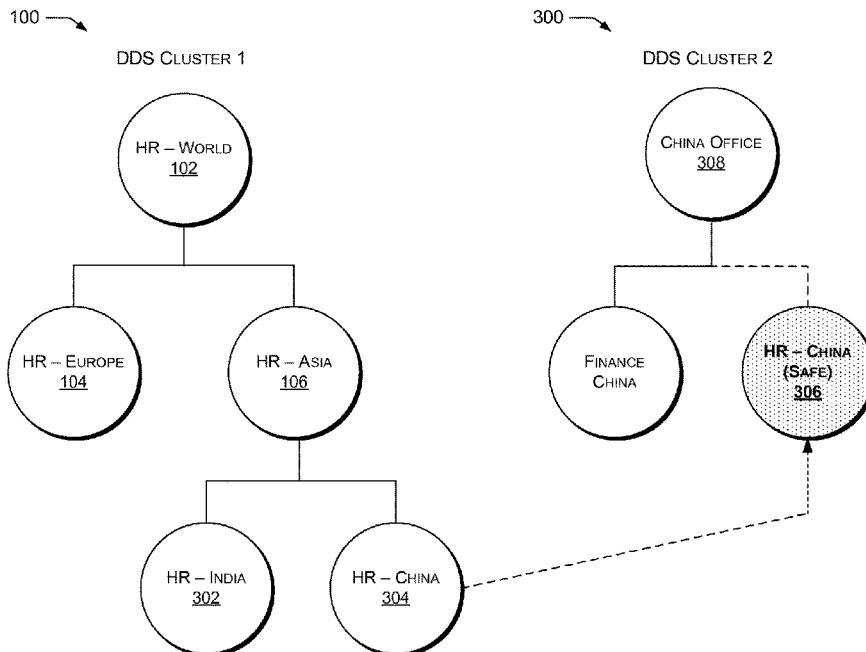 100
300
DDS CLUSTER 1
DDS CLUSTER 2
HR – WORLD
102
CHINA OFFICE
308
HR – EUROPE
104
HR – ASIA
106
FINANCE
CHINA
HR – CHINA
(SAFE)
306
HR – INDIA
302
HR – CHINA
304